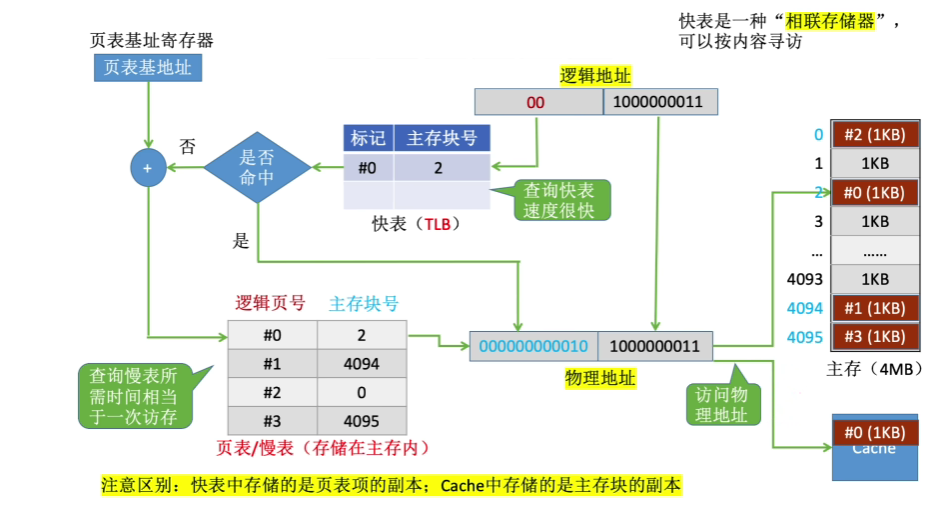 快表是一种“相联存储器”，
可以按内容寻访
页表基址寄存器
页表基地址
逻辑地址
00 1000000011
标记 主存块号
#0 2
快表（TLB）
查询快表
速度很快
是否
命中
否
是
+
逻辑页号 主存块号
#0 2
#1 4094
#2 0
#3 4095
页表/慢表（存储在主存内）
查询慢表所
需时间相当
于一次访存
000000000010 1000000011
物理地址
访问物
理地址
0 #2 (1KB)
1 1KB
2 #0 (1KB)
3 1KB
... ......
4093 1KB
4094 #1 (1KB)
4095 #3 (1KB)
主存（4MB）
#0 (1KB)
Cache
注意区别：快表中存储的是页表项的副本；Cache中存储的是主存块的副本